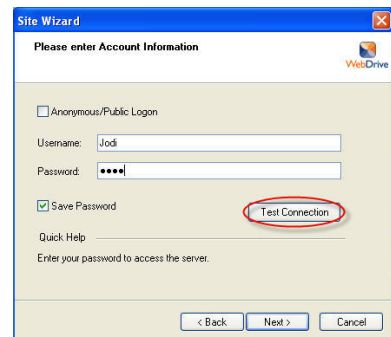 Site Wizard
Please enter Account Information
WebDrive
Anonymous/Public Logon
Username: Jodi
Password: ●●●●
Save Password
Test Connection
Quick Help
Enter your password to access the server.
< Back Next > Cancel